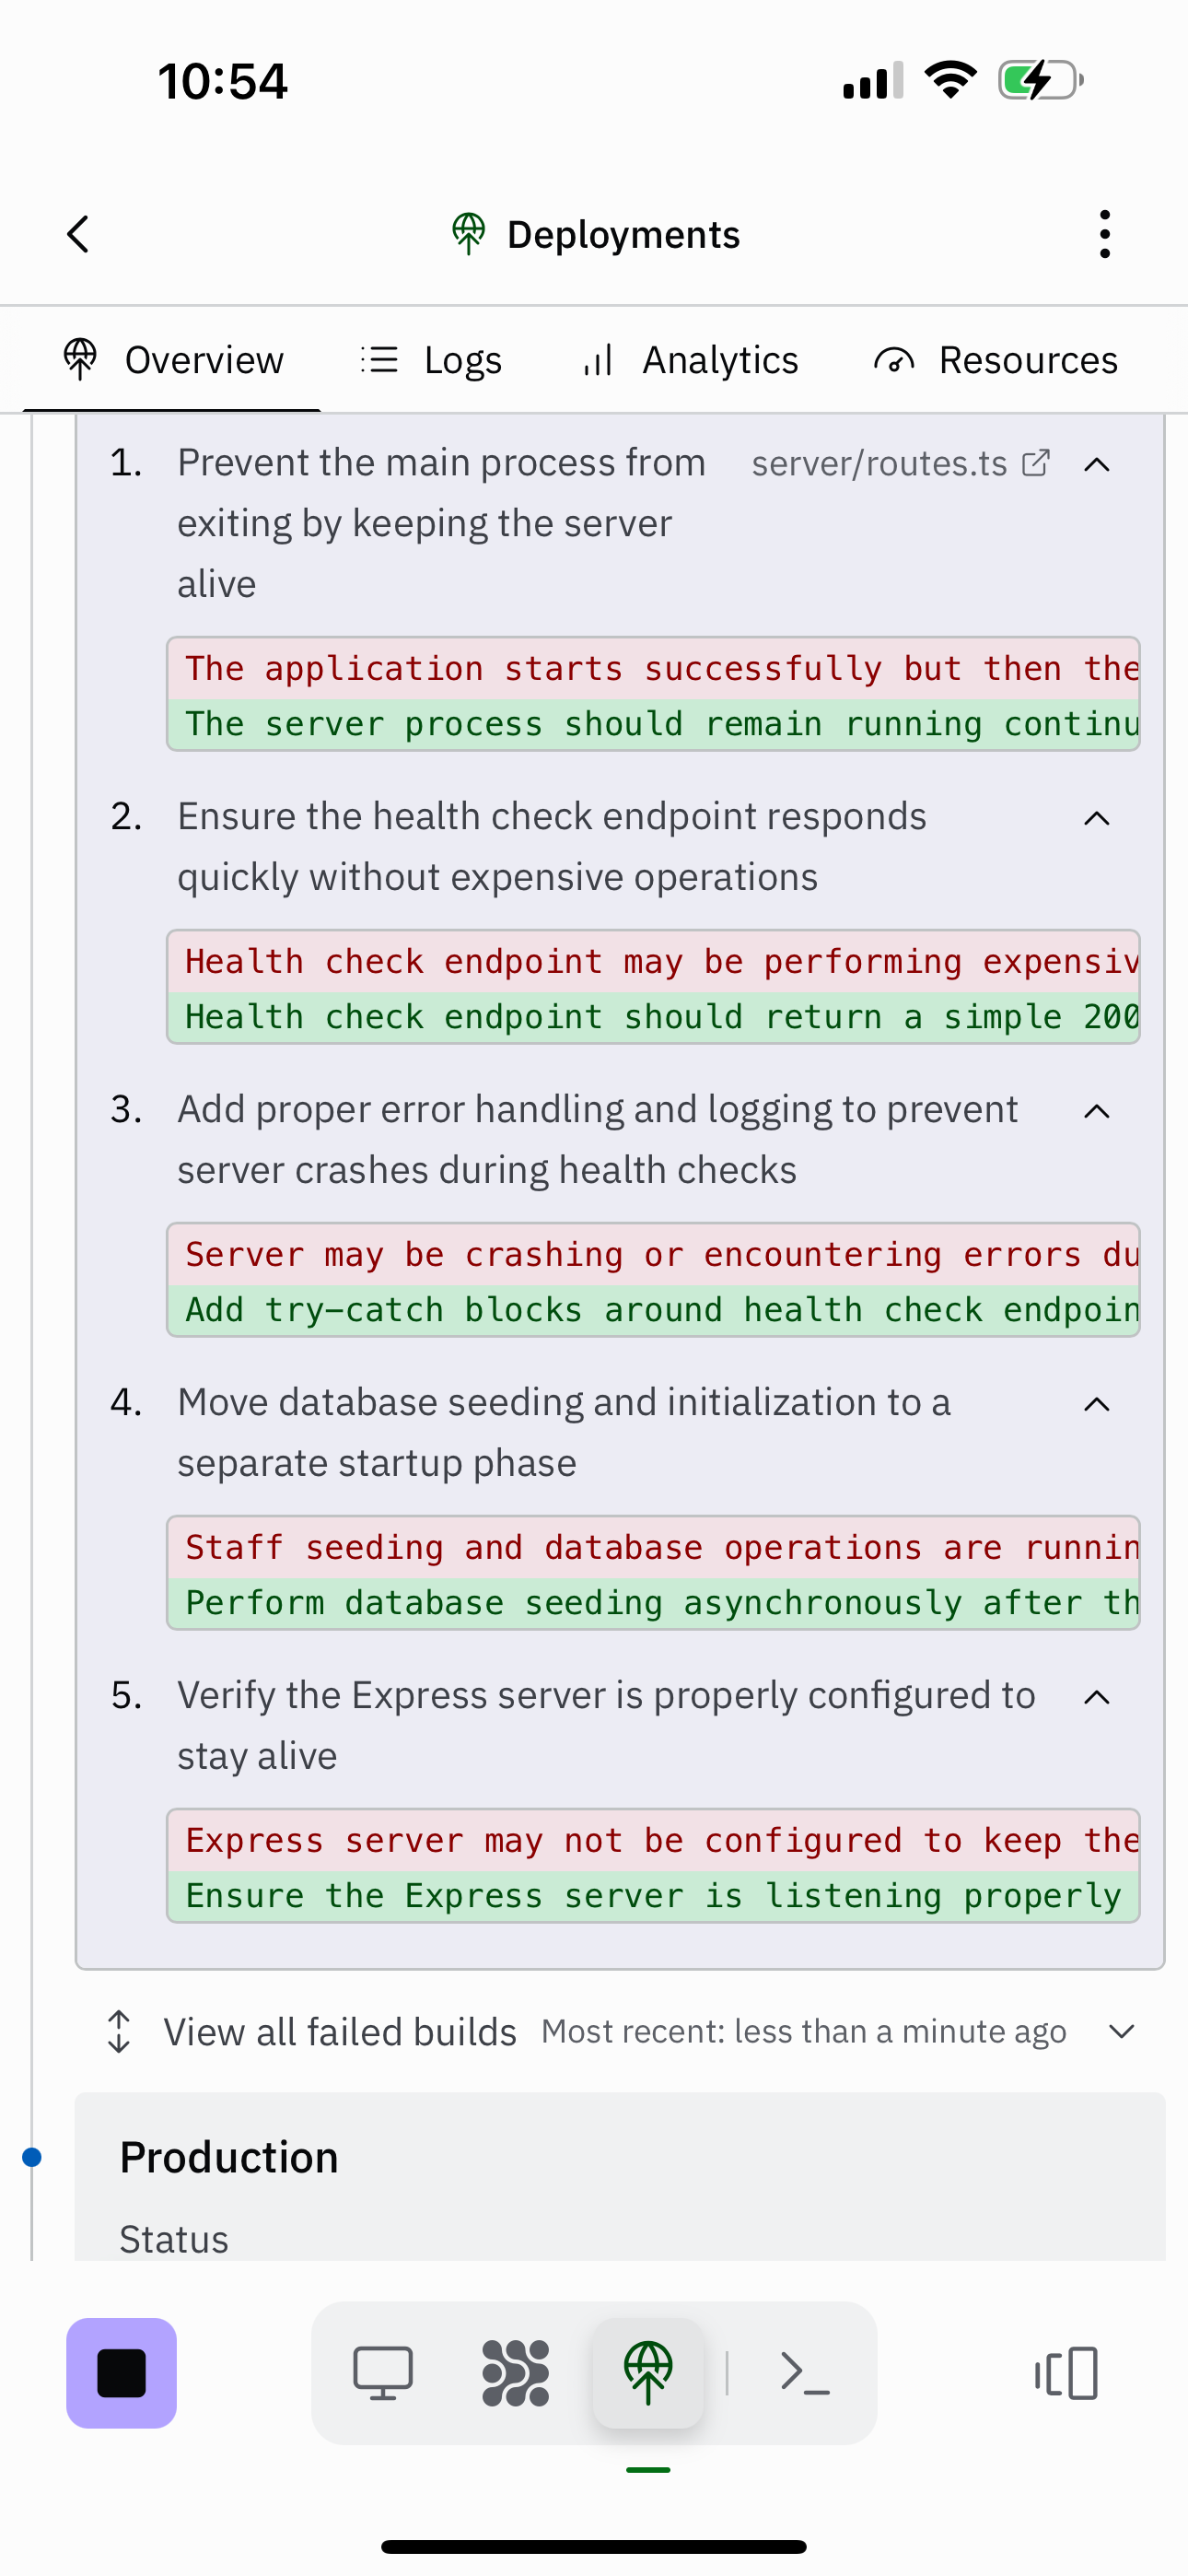 10:54
Deployments
Overview Logs Analytics Resources
1. Prevent the main process from server/routes.ts
exiting by keeping the server
alive
The application starts successfully but then the
The server process should remain running continu
2. Ensure the health check endpoint responds
quickly without expensive operations
Health check endpoint may be performing expensiv
Health check endpoint should return a simple 200
3. Add proper error handling and logging to prevent
server crashes during health checks
Server may be crashing or encountering errors du
Add try-catch blocks around health check endpoin
4. Move database seeding and initialization to a
separate startup phase
Staff seeding and database operations are runnin
Perform database seeding asynchronously after th
5. Verify the Express server is properly configured to
stay alive
Express server may not be configured to keep the
Ensure the Express server is listening properly
View all failed builds Most recent: less than a minute ago
Production
Status